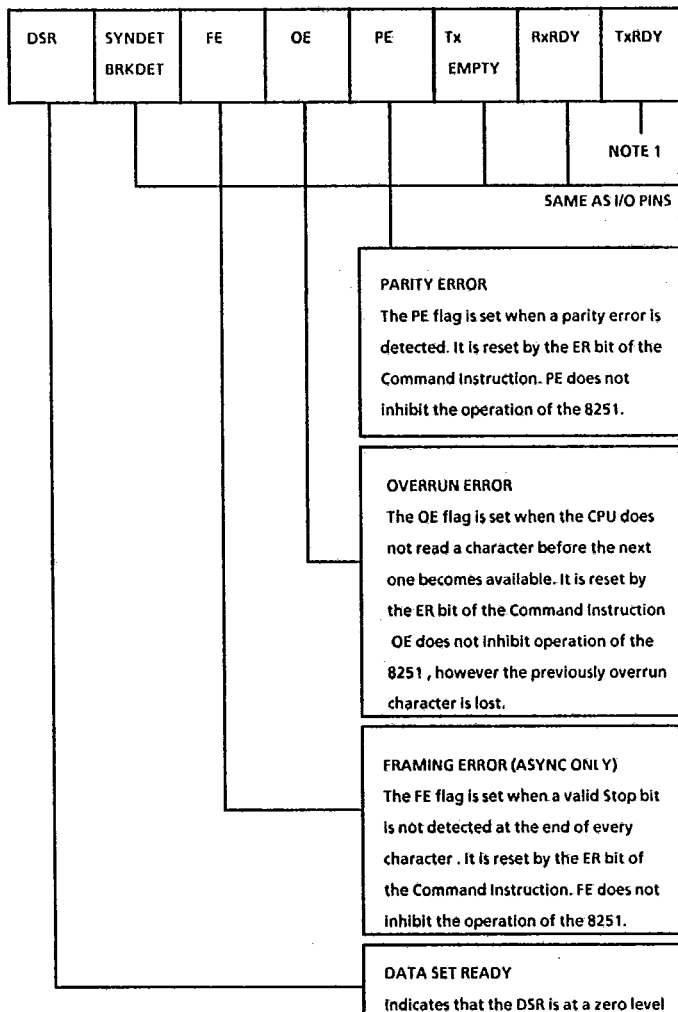 DSR SYNDET FE OE PE Tx RxRDY TxRDY
BRKDET EMPTY
NOTE 1
SAME AS I/O PINS
PARITY ERROR
The PE flag is set when a parity error is
detected. It is reset by the ER bit of the
Command Instruction. PE does not
inhibit the operation of the 8251.
OVERRUN ERROR
The OE flag is set when the CPU does
not read a character before the next
one becomes available. It is reset by
the ER bit of the Command Instruction
OE does not inhibit operation of the
8251 , however the previously overrun
character is lost.
FRAMING ERROR (ASYNC ONLY)
The FE flag is set when a valid Stop bit
is not detected at the end of every
character . It is reset by the ER bit of
the Command Instruction. FE does not
inhibit the operation of the 8251.
DATA SET READY
Indicates that the DSR is at a zero level